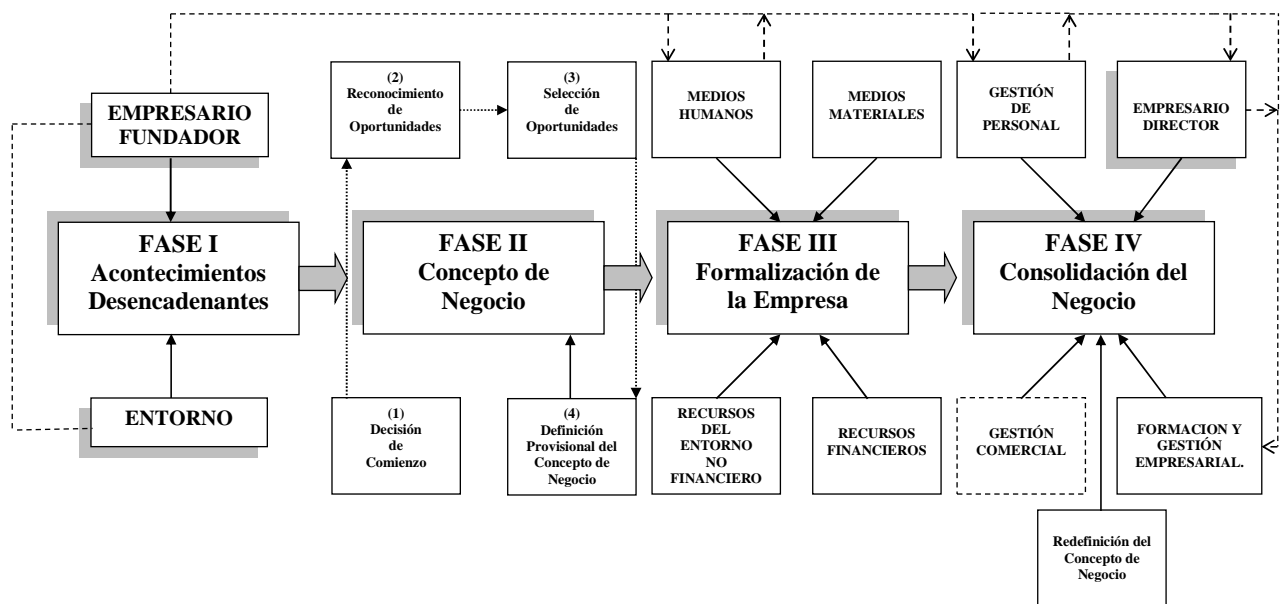 EMPRESARIO
FUNDADOR
(2)
Reconocimiento
de
Oportunidades
(3)
Selección
de
Oportunidades
MEDIOS
HUMANOS
MEDIOS
MATERIALES
GESTIÓN
DE
PERSONAL
EMPRESARIO
DIRECTOR
FASE I
Acontecimientos
Desencadenantes
FASE II
Concepto de
Negocio
FASE III
Formalización de
la Empresa
FASE IV
Consolidación del
Negocio
ENTORNO
(1)
Decisión
de
Comienzo
(4)
Definición
Provisional del
Concepto de
Negocio
RECURSOS
DEL
ENTORNO
NO
FINANCIERO
RECURSOS
FINANCIEROS
GESTIÓN
COMERCIAL
FORMACION Y
GESTIÓN
EMPRESARIAL.
Redefinición del
Concepto de
Negocio